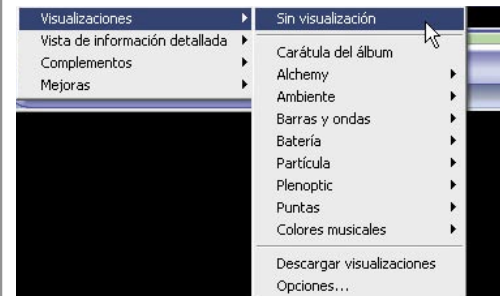 Visualizaciones
Vista de información detallada
Complementos
Mejoras
Sin visualización
Carátula del álbum
Alchemy
Ambiente
Barras y ondas
Batería
Partícula
Plenoptic
Puntas
Colores musicales
Descargar visualizaciones
Opciones...